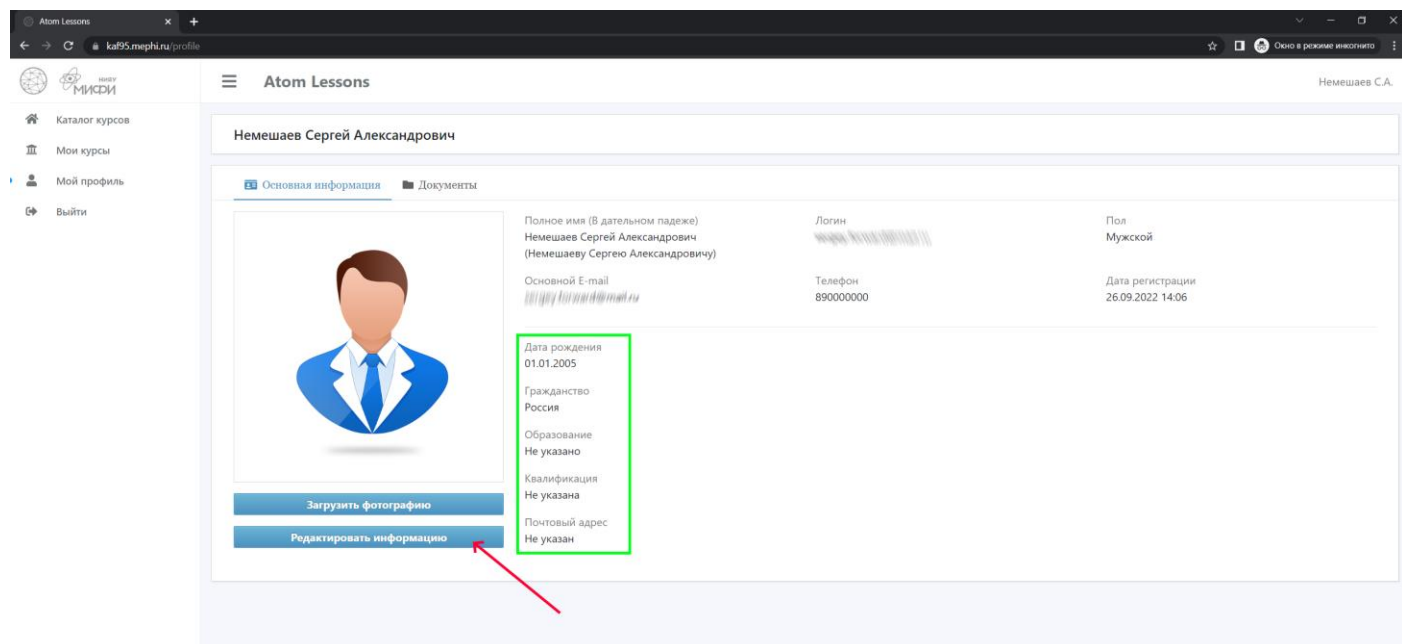 Atom Lessons
kaf95.mephi.ru/profile
Окно в режиме инкогнито
НИЯУ
МИФИ
Atom Lessons
Немешаев С.А.
Каталог курсов
Мои курсы
Мой профиль
Выйти
Немешаев Сергей Александрович
Основная информация
Документы
Полное имя (В дательном падеже)
Немешаев Сергей Александрович
(Немешаеву Сергею Александровичу)
Логин
Пол
Мужской
Основной E-mail
Телефон
890000000
Дата регистрации
26.09.2022 14:06
Дата рождения
01.01.2005
Гражданство
Россия
Образование
Не указано
Квалификация
Не указана
Почтовый адрес
Не указан
Загрузить фотографию
Редактировать информацию